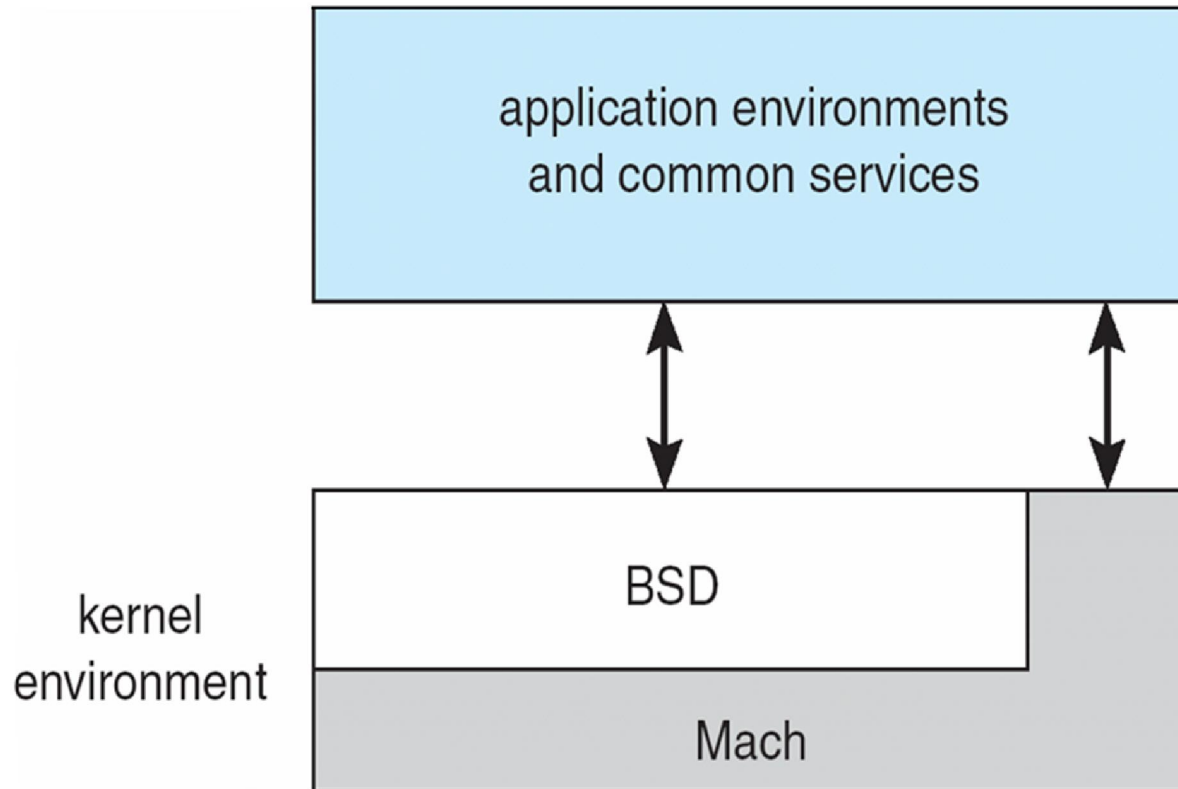 application environments
and common services
BSD
kernel
environment
Mach